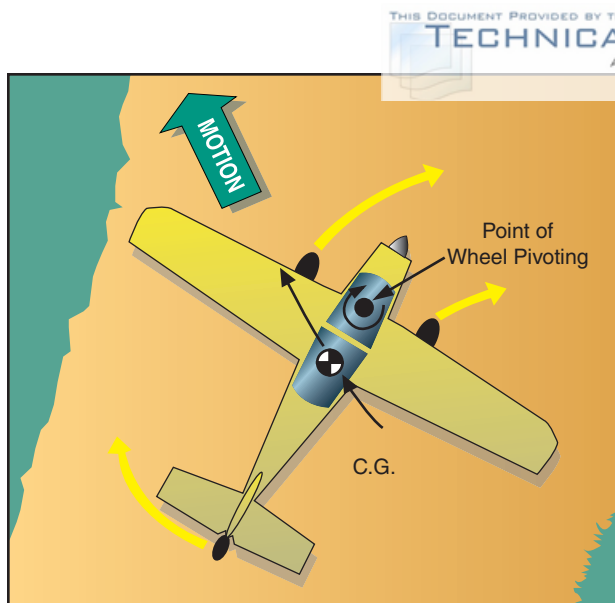 THIS DOCUMENT PROVIDED BY
TECHNICA
MOTION
Point of
Wheel Pivoting
C.G.